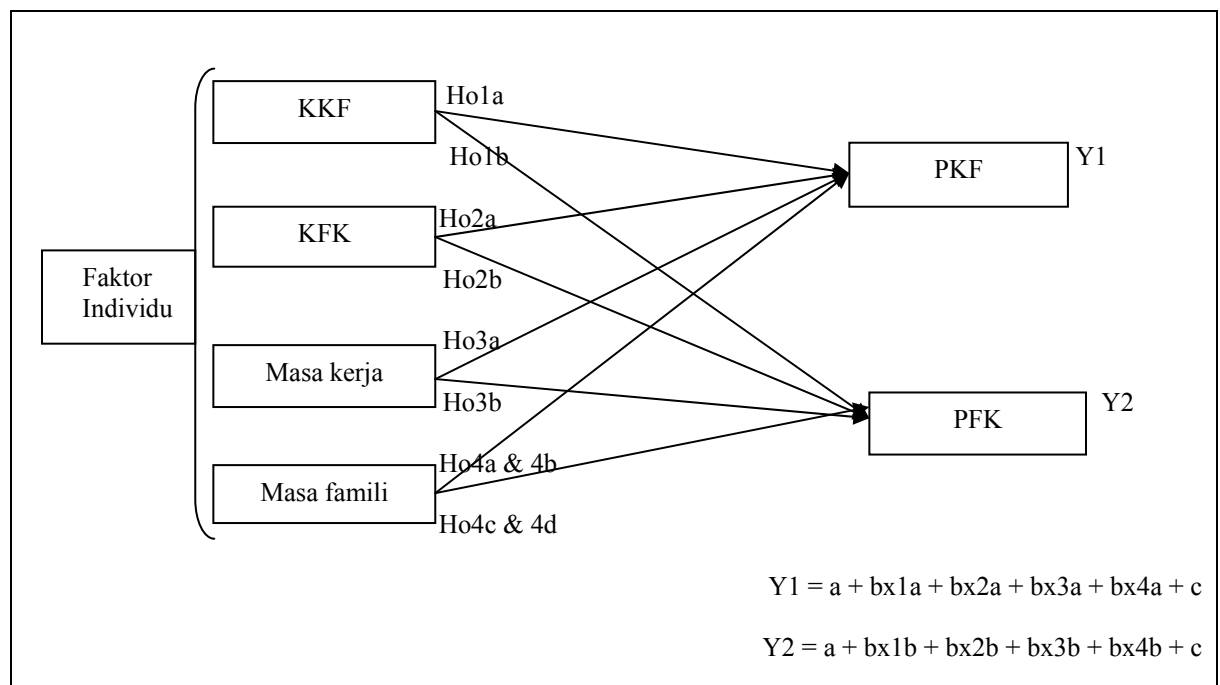 KKF
Ho1a
Ho1b
PKF
Y1
KFK
Ho2a
Ho2b
Faktor
Individu
Masa kerja
Ho3a
Ho3b
PFK
Y2
Masa famili
Ho4a & 4b
Ho4c & 4d
Y1 = a + bx1a + bx2a + bx3a + bx4a + c
Y2 = a + bx1b + bx2b + bx3b + bx4b + c